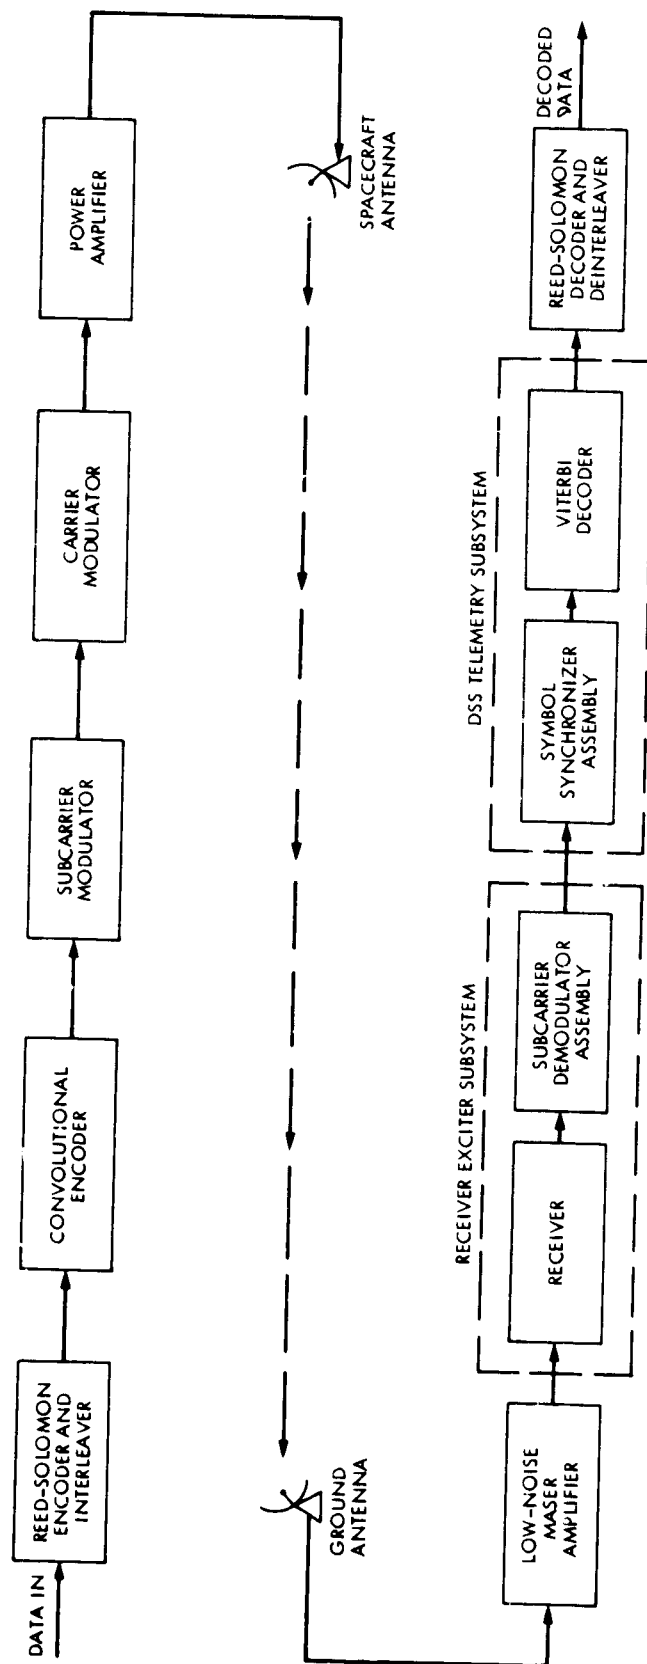 DATA IN
REED-SOLOMON
ENCODER AND
INTERLEAVER
CONVOLUTIONAL
ENCODER
SUBCARRIER
MODULATOR
CARRIER
MODULATOR
POWER
AMPLIFIER
SPACECRAFT
ANTENNA
GROUND
ANTENNA
LOW-NOISE
MASER
AMPLIFIER
RECEIVER EXCITER SUBSYSTEM
RECEIVER
SUBCARRIER
DEMODULATOR
ASSEMBLY
DSS TELEMETRY SUBSYSTEM
SYMBOL
SYNCHRONIZER
ASSEMBLY
VITERBI
DECODER
REED-SOLOMON
DECODER AND
DEINTERLEAVER
DECODED
DATA